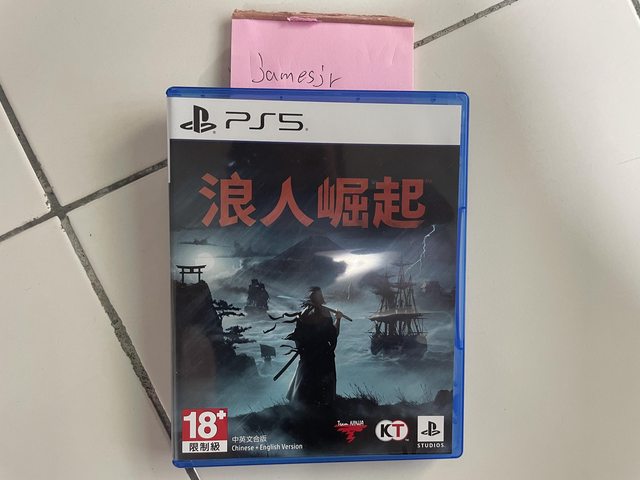 Jamesjr
PS5
浪人崛起
18+
限制級
中英文合版
Chinese + English Version
Team NINJA
KT
STUDIOS